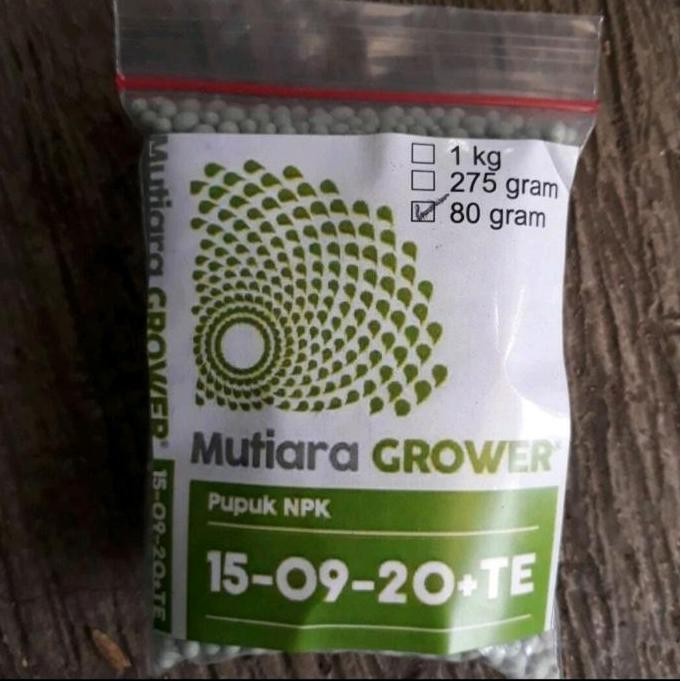 1 kg
275 gram
80 gram
Mutiara GROWER®
Pupuk NPK
15-09-20+TE
Mutiara GROWER® 15-09-20+TE